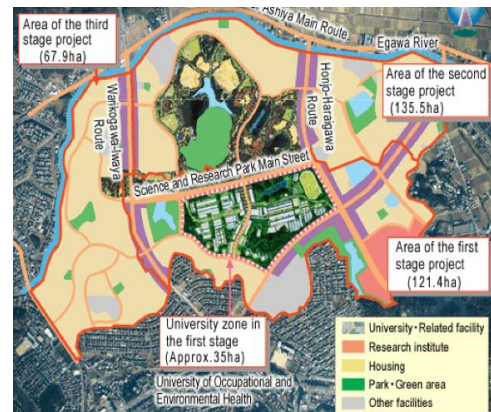 Ashiya Main Route
Area of the third
stage project
(67.9ha)
Egawa River
Area of the second
stage project
(135.5ha)
Honjo-Haraigawa
Route
Warikogawa-Iwaya
Route
Science and Research Park Main Street
Area of the first
stage project
(121.4ha)
University zone in
the first stage
(Approx.35ha)
University of Occupational and
Environmental Health
University・Related facility
Research institute
Housing
Park・Green area
Other facilities